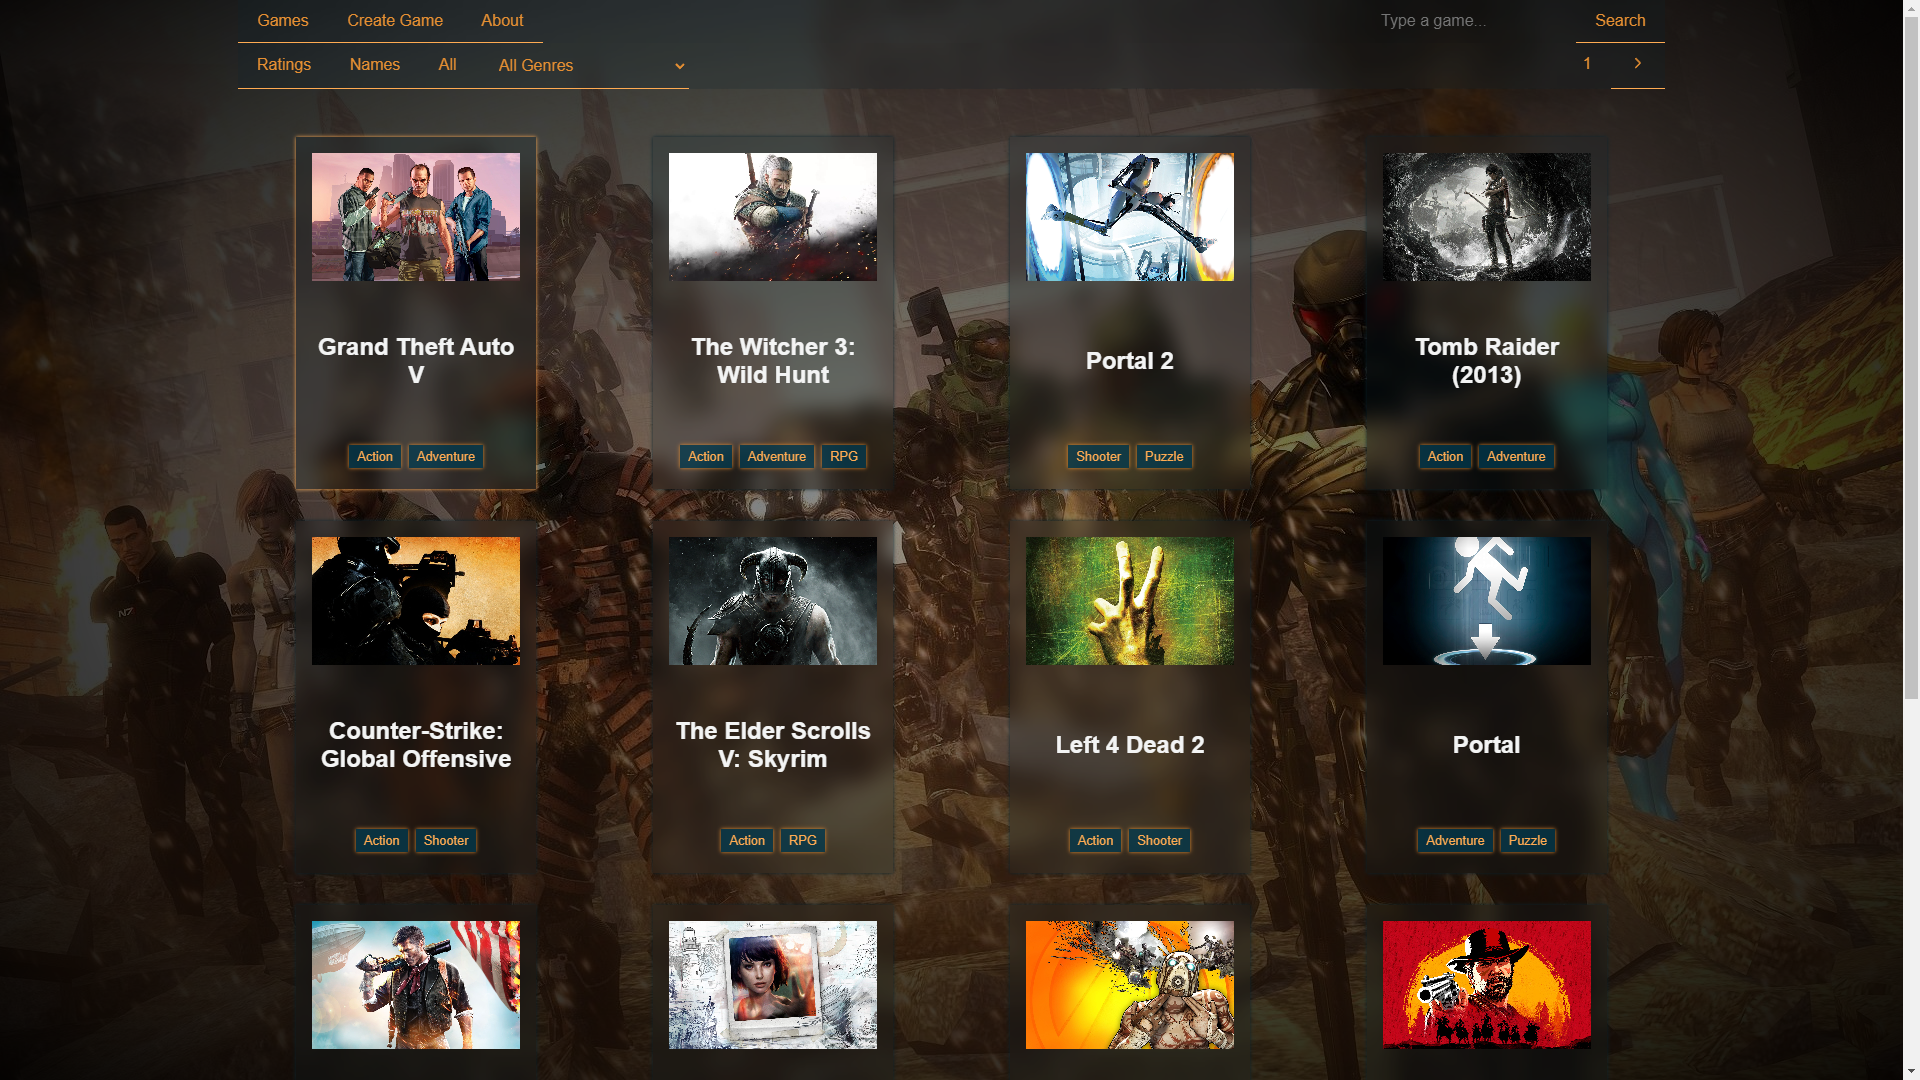 Games Create Game About Type a game... Search
Ratings Names All All Genres 1
Grand Theft Auto
V
Action Adventure
The Witcher 3:
Wild Hunt
Action Adventure RPG
Portal 2
Shooter Puzzle
Tomb Raider
(2013)
Action Adventure
Counter-Strike:
Global Offensive
Action Shooter
The Elder Scrolls
V: Skyrim
Action RPG
Left 4 Dead 2
Action Shooter
Portal
Adventure Puzzle
N7